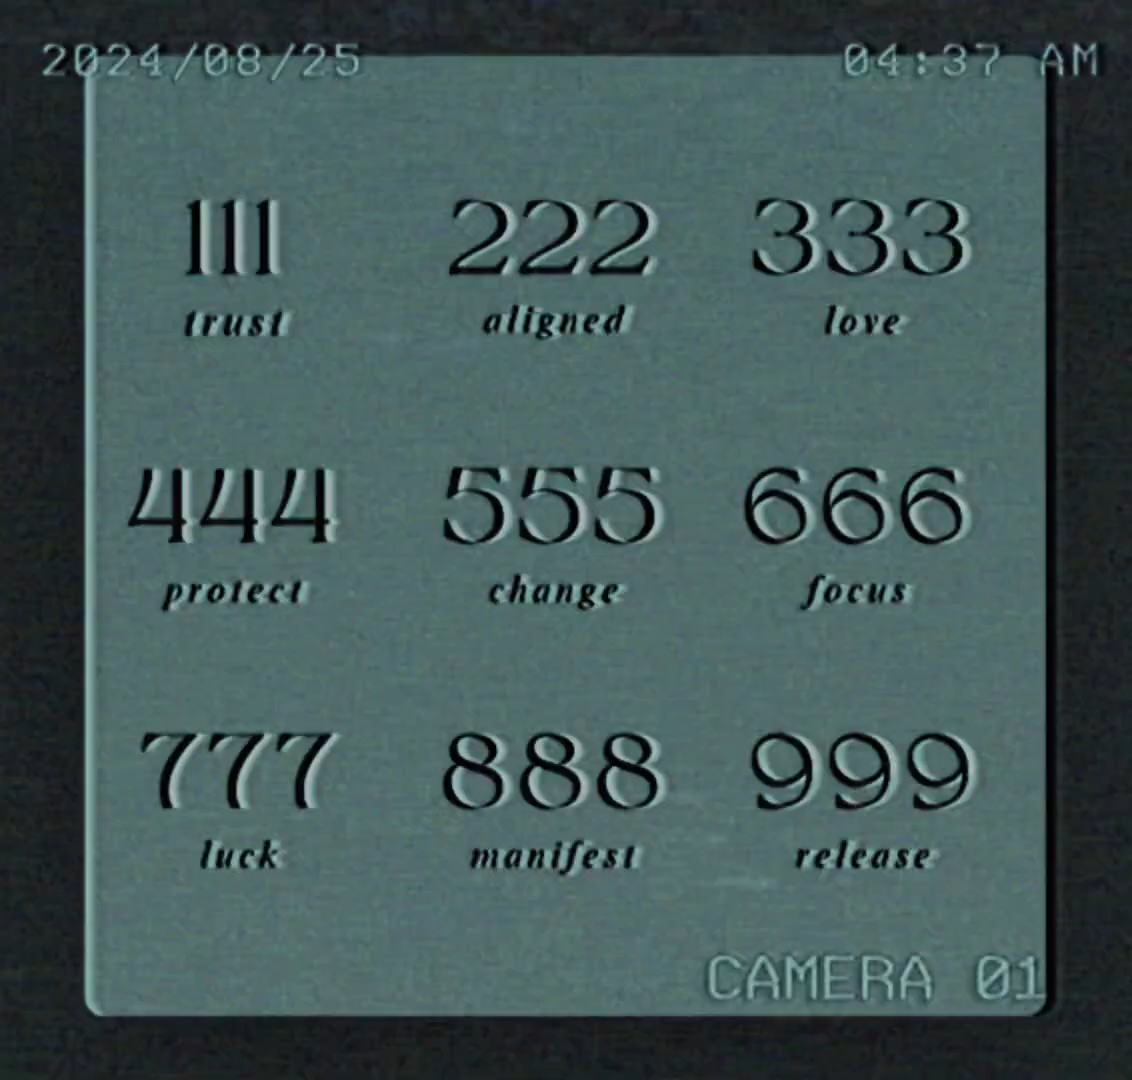 2024/08/25 04:37 AM
111 222 333
trust aligned love
444 555 666
protect change focus
777 888 999
luck manifest release
CAMERA 01